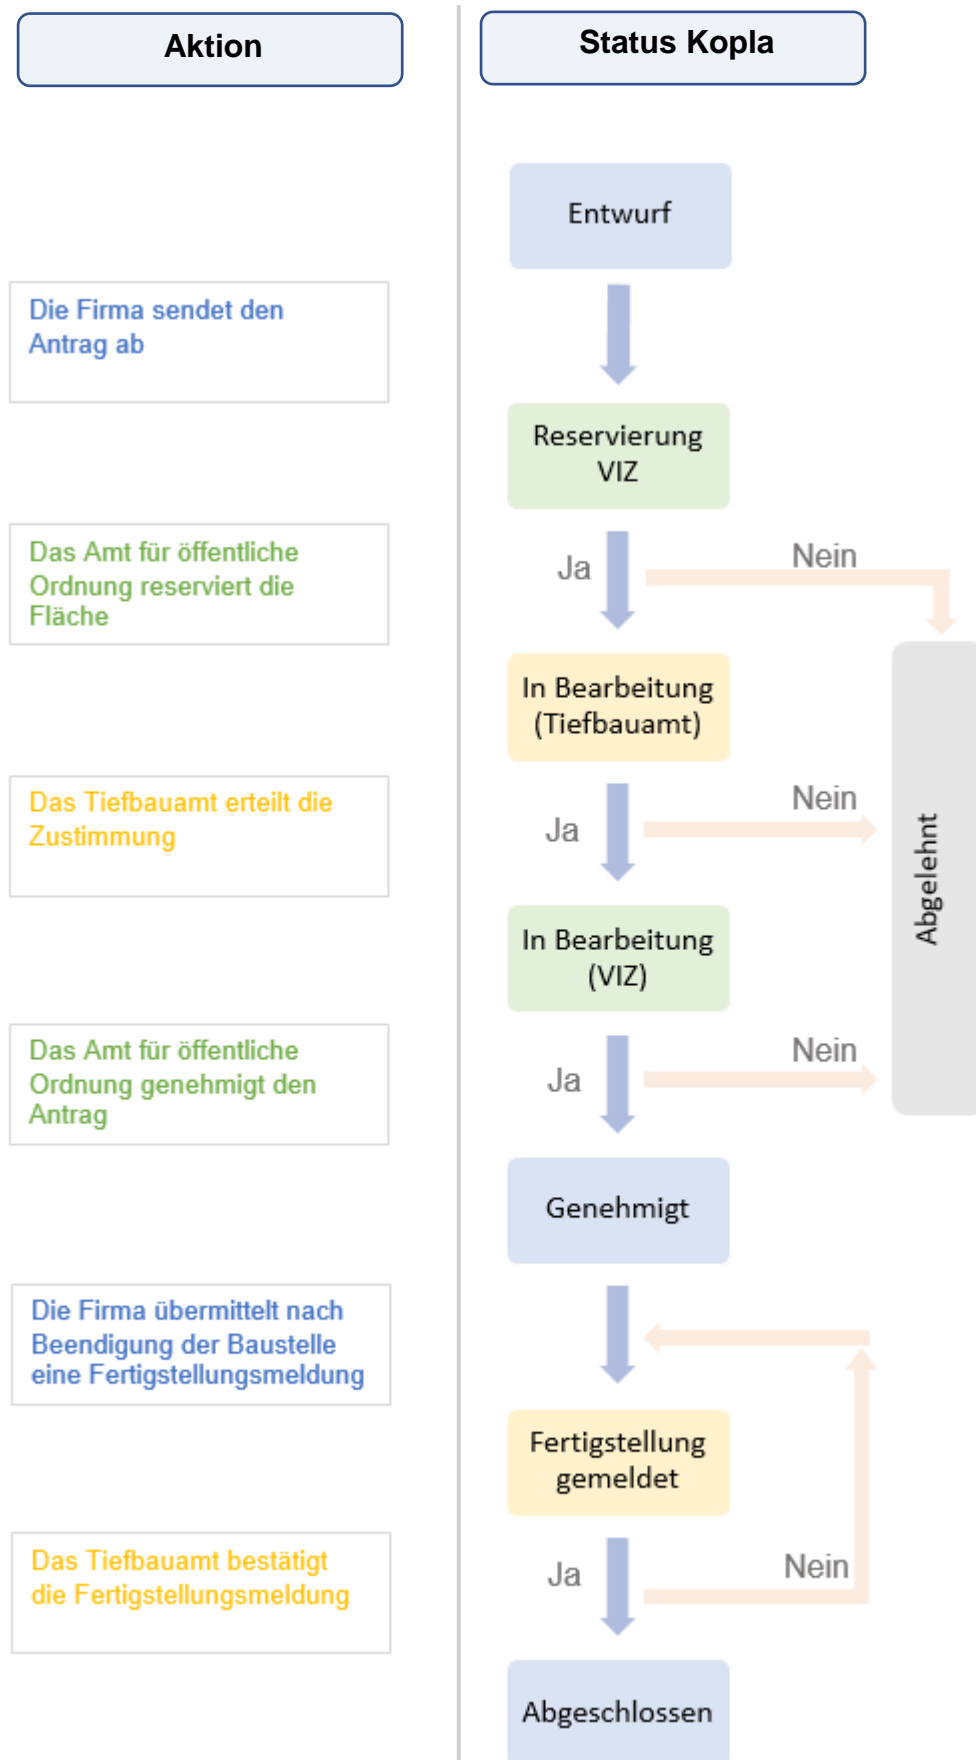 Aktion
Status Kopla
Entwurf
Die Firma sendet den
Antrag ab
Reservierung
VIZ
Das Amt für öffentliche
Ordnung reserviert die
Fläche
Ja
Nein
In Bearbeitung
(Tiefbauamt)
Das Tiefbauamt erteilt die
Zustimmung
Ja
Nein
Abgelehnt
In Bearbeitung
(VIZ)
Das Amt für öffentliche
Ordnung genehmigt den
Antrag
Ja
Nein
Genehmigt
Die Firma übermittelt nach
Beendigung der Baustelle
eine Fertigstellungsmeldung
Fertigstellung
gemeldet
Das Tiefbauamt bestätigt
die Fertigstellungsmeldung
Ja
Nein
Abgeschlossen